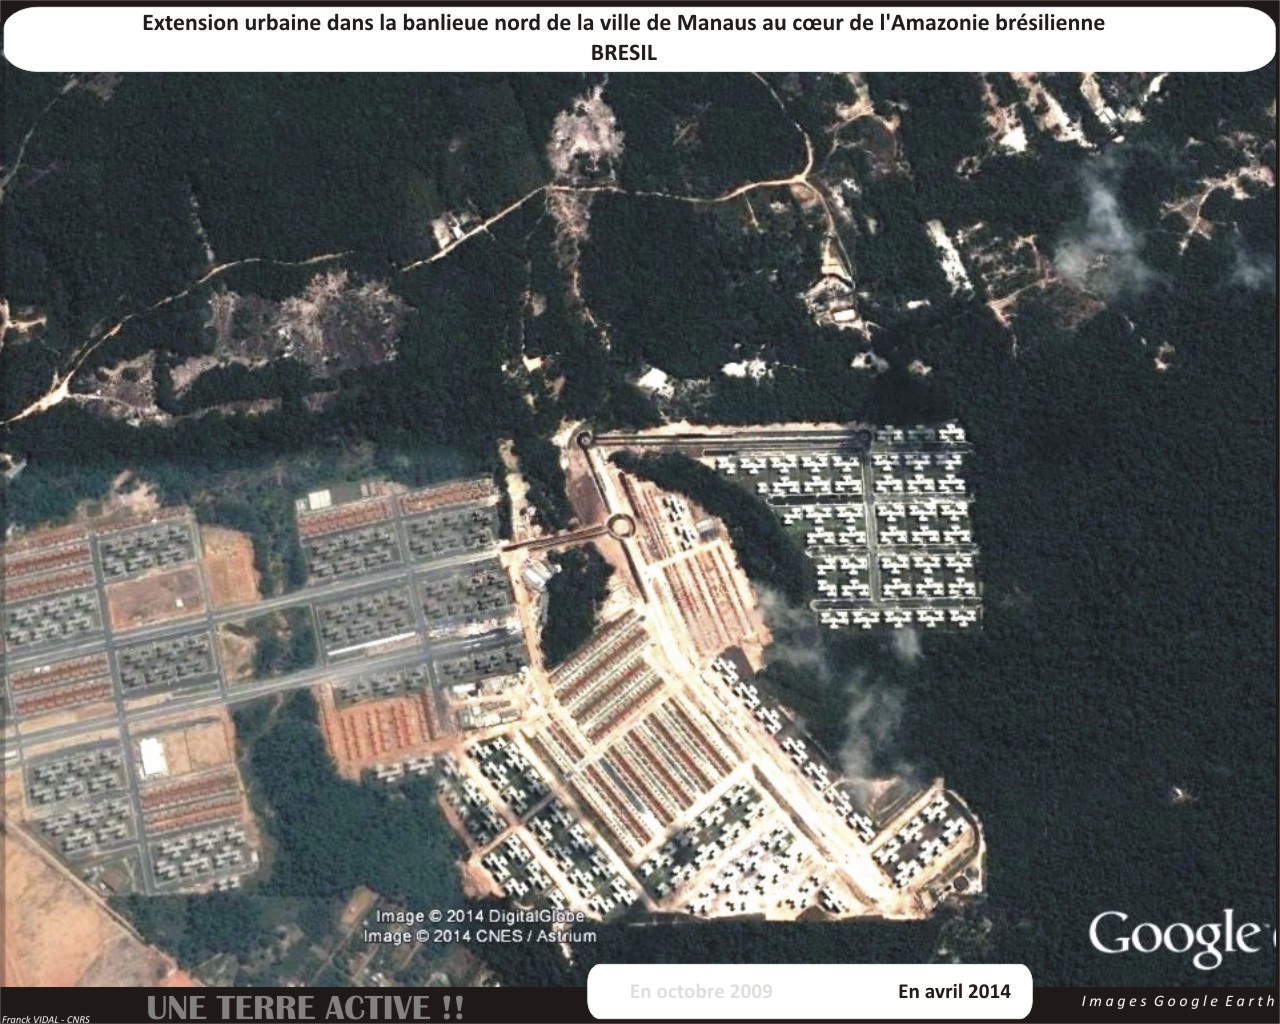 Extension urbaine dans la banlieue nord de la ville de Manaus au cœur de l'Amazonie brésilienne
BRESIL
Image © 2014 DigitalGlobe
Image © 2014 CNES / Astrium
Google
En octobre 2009
En avril 2014
Images Google Earth
UNE TERRE ACTIVE !!
Franck VIDAL - CNRS